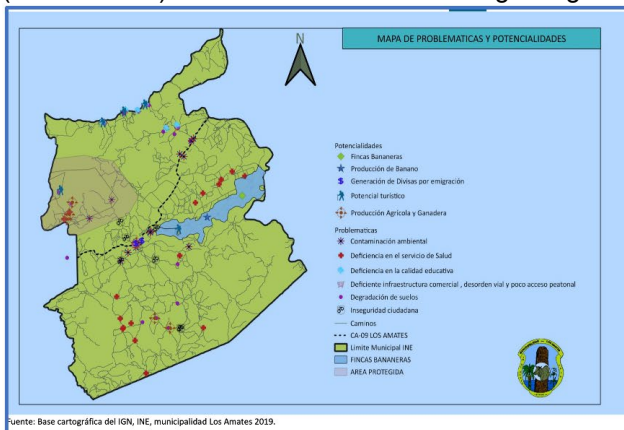 MAPA DE PROBLEMATICAS Y POTENCIALIDADES
N
Potencialidades
Fincas Bananeras
Producción de Banano
Generación de Divisas por emigración
Potencial turístico
Producción Agrícola y Ganadera
Problematicas
Contaminación ambiental
Deficiencia en el servicio de Salud
Deficiencia en la calidad educativa
Deficiente infraestructura comercial , desorden vial y poco acceso peatonal
Degradación de suelos
Inseguridad ciudadana
Caminos
CA-09 LOS AMATES
Limite Municipal INE
FINCAS BANANERAS
AREA PROTEGIDA
Fuente: Base cartográfica del IGN, INE, municipalidad Los Amates 2019.